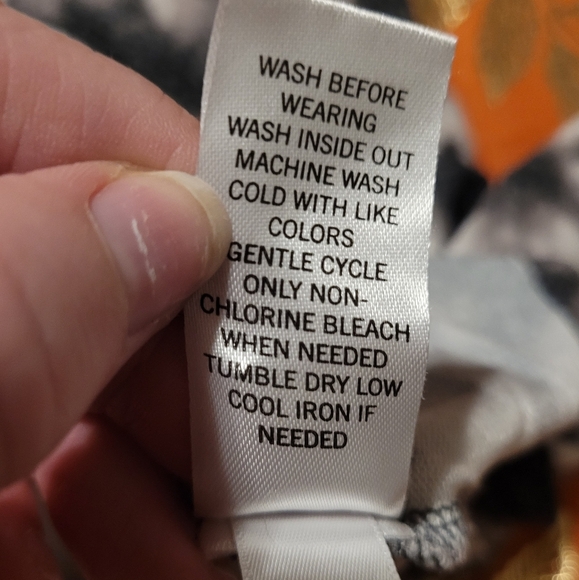 WASH BEFORE
WEARING
WASH INSIDE OUT
MACHINE WASH
COLD WITH LIKE
COLORS
GENTLE CYCLE
ONLY NON-
CHLORINE BLEACH
WHEN NEEDED
TUMBLE DRY LOW
COOL IRON IF
NEEDED